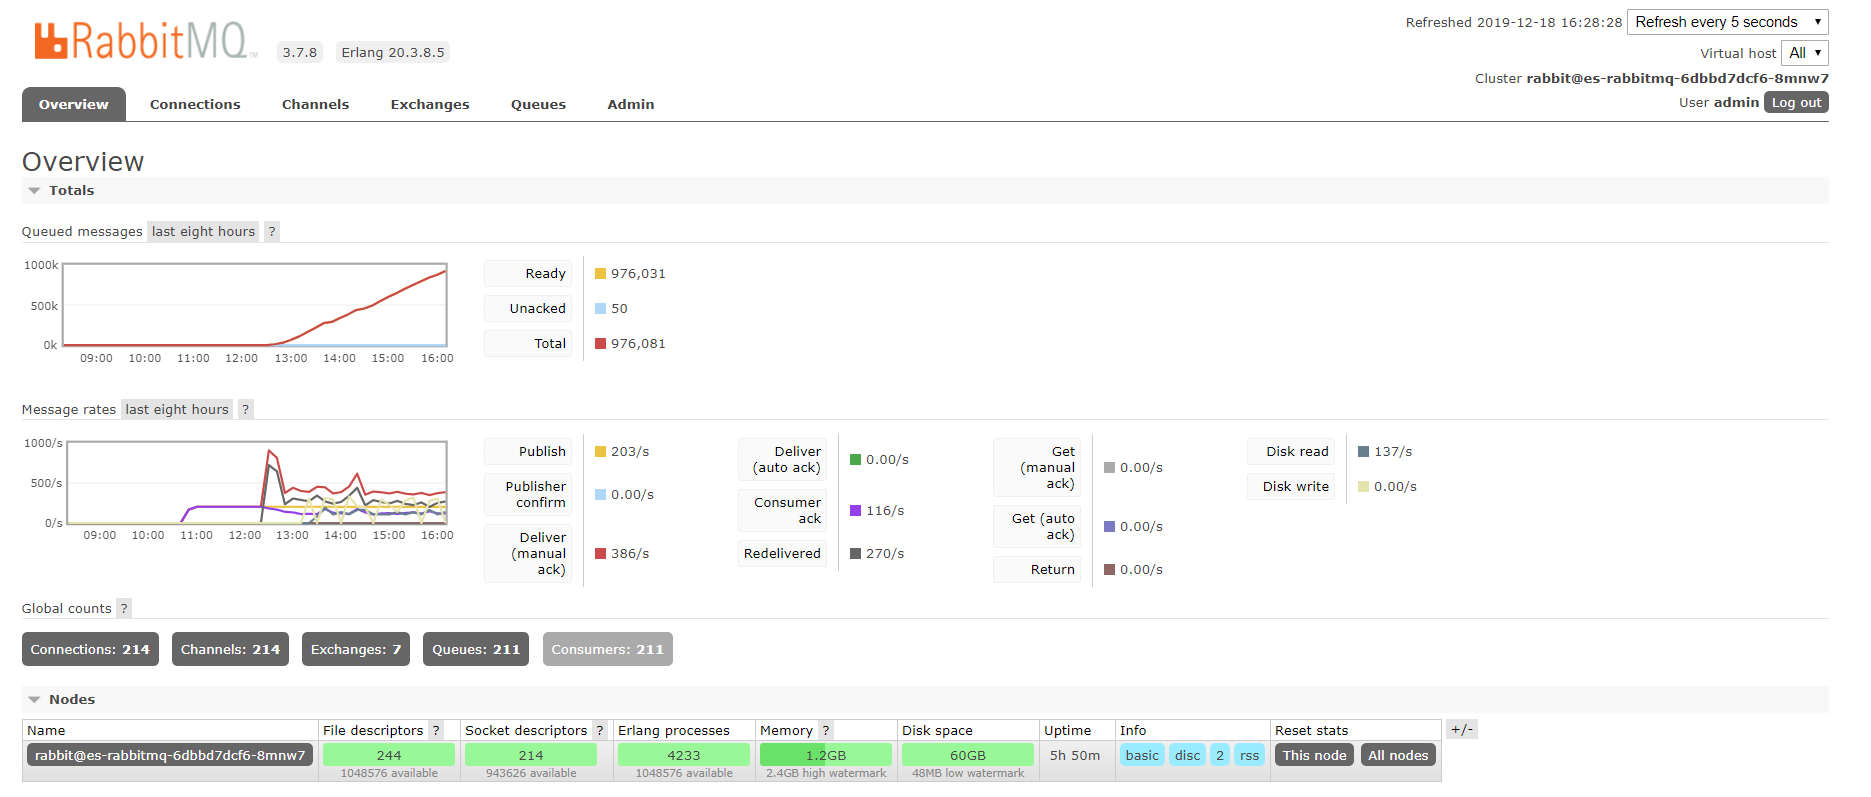 RabbitMQ TM 3.7.8 Erlang 20.3.8.5
Refreshed 2019-12-18 16:28:28 Refresh every 5 seconds
Virtual host All
Cluster rabbit@es-rabbitmq-6dbbd7dcf6-8mnw7
User admin Log out
Overview Connections Channels Exchanges Queues Admin
Overview
Totals
Queued messages last eight hours ?
1000k
500k
0k
09:00 10:00 11:00 12:00 13:00 14:00 15:00 16:00
Ready 976,031
Unacked 50
Total 976,081
Message rates last eight hours ?
1000/s
500/s
0/s
09:00 10:00 11:00 12:00 13:00 14:00 15:00 16:00
Publish 203/s
Publisher
confirm 0.00/s
Deliver
(manual
ack) 386/s
Deliver
(auto ack) 0.00/s
Consumer
ack 116/s
Redelivered 270/s
Get
(manual
ack) 0.00/s
Get (auto
ack) 0.00/s
Return 0.00/s
Disk read 137/s
Disk write 0.00/s
Global counts ?
Connections: 214 Channels: 214 Exchanges: 7 Queues: 211 Consumers: 211
Nodes
Name File descriptors ? Socket descriptors ? Erlang processes Memory ? Disk space Uptime Info Reset stats +/-
rabbit@es-rabbitmq-6dbbd7dcf6-8mnw7 244 214 4233 1.2GB 60GB 5h 50m basic disc 2 rss This node All nodes
1048576 available 943626 available 1048576 available 2.4GB high watermark 48MB low watermark